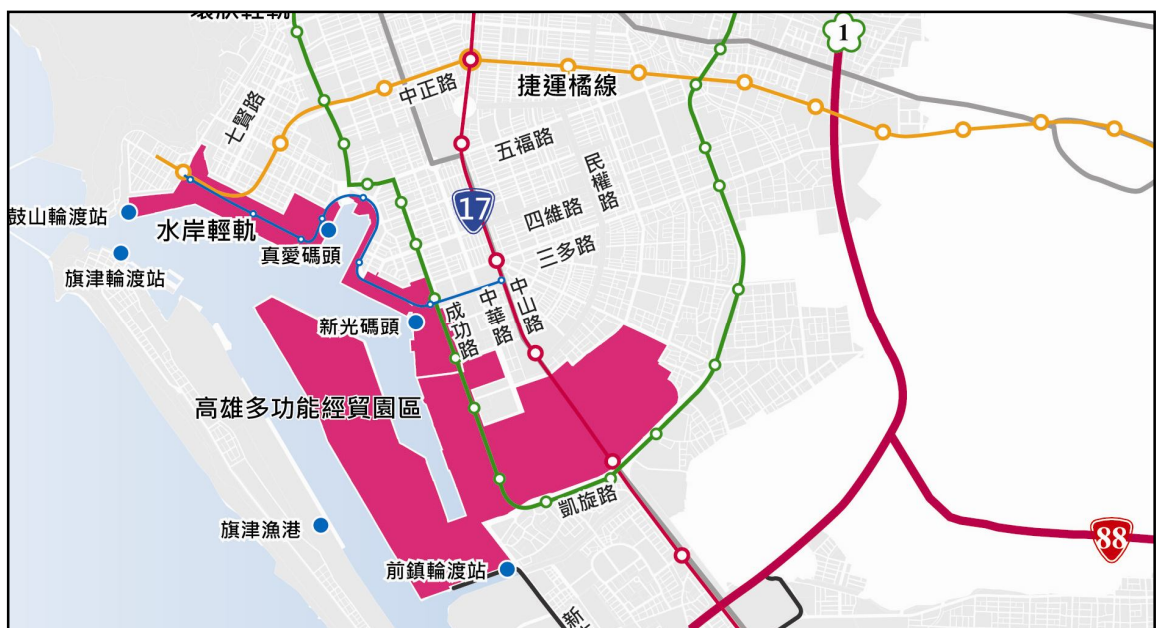 環狀輕軌
1
捷運橘線
中正路
七賢路
五福路
民權路
17
四維路
鼓山輪渡站
水岸輕軌
真愛碼頭
三多路
旗津輪渡站
中山路
中華路
成功路
新光碼頭
高雄多功能經貿園區
凱旋路
旗津漁港
88
前鎮輪渡站